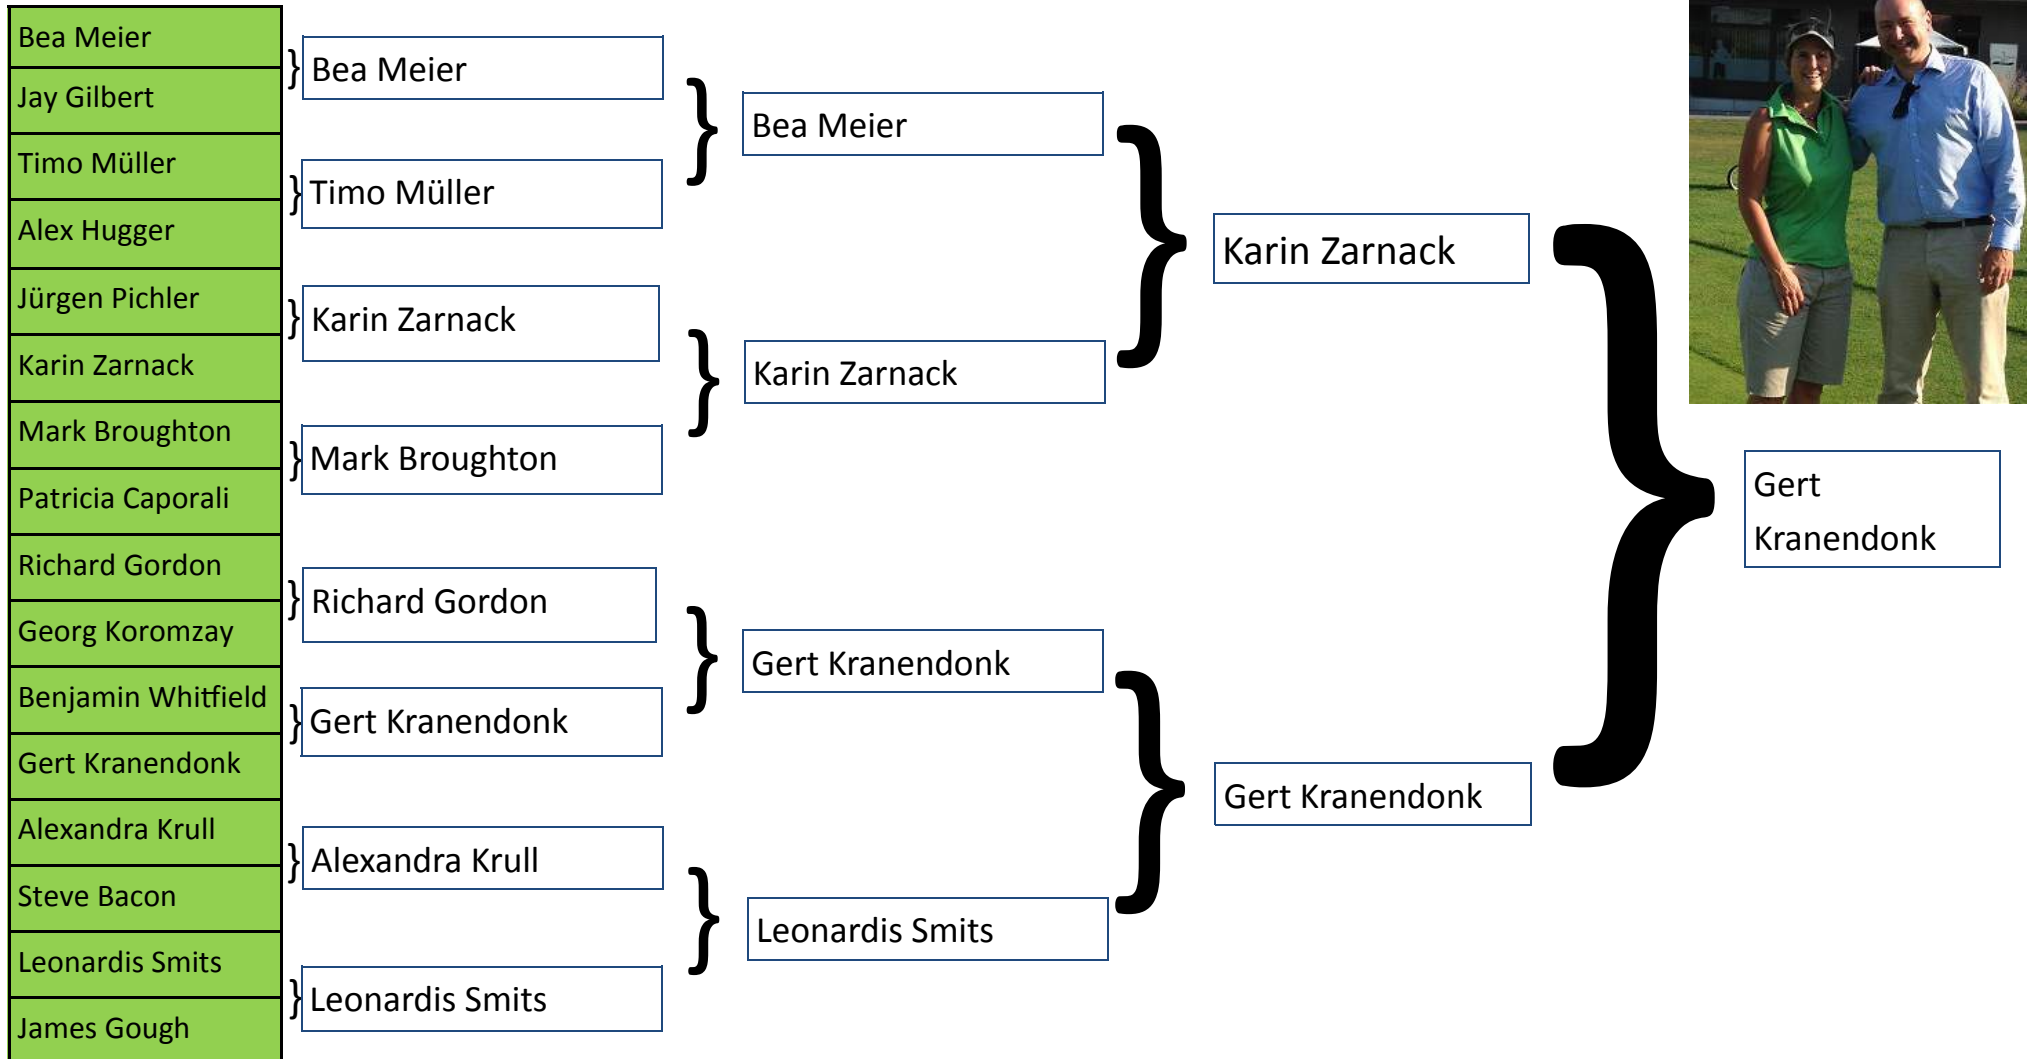 Bea Meier
Jay Gilbert
Timo Müller
Alex Hugger
Jürgen Pichler
Karin Zarnack
Mark Broughton
Patricia Caporali
Richard Gordon
Georg Koromzay
Benjamin Whitfield
Gert Kranendonk
Alexandra Krull
Steve Bacon
Leonardis Smits
James Gough
} Bea Meier
} Timo Müller
} Karin Zarnack
} Mark Broughton
} Richard Gordon
} Gert Kranendonk
} Alexandra Krull
} Leonardis Smits
} Bea Meier
} Karin Zarnack
} Gert Kranendonk
} Leonardis Smits
} Karin Zarnack
} Gert Kranendonk
} Gert
Kranendonk